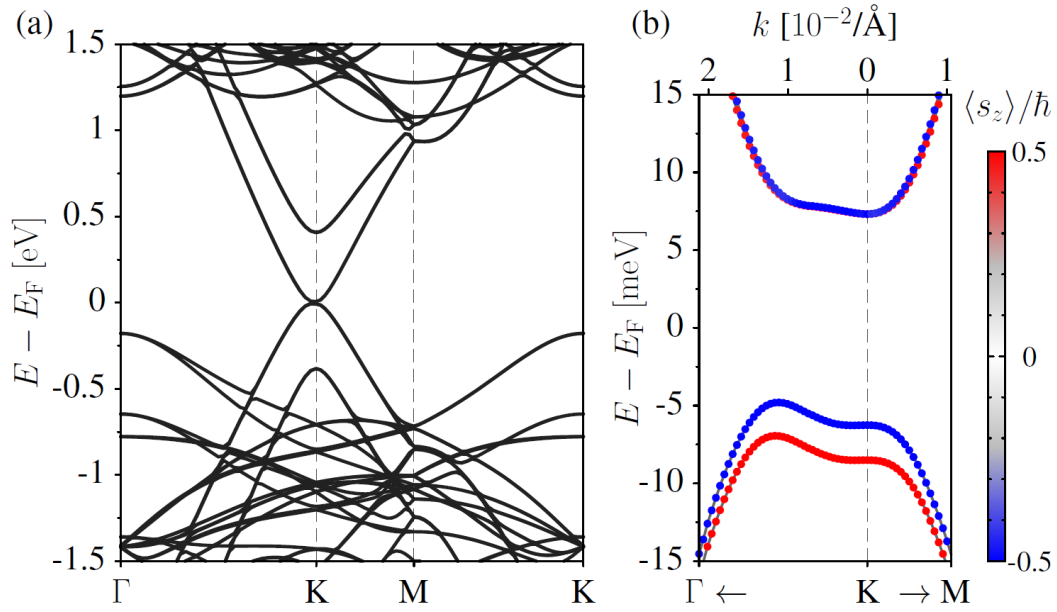 (a)
E − E_F [eV]
1.5
1
0.5
0
-0.5
-1
-1.5
Γ K M K
(b)
k [10⁻²/Å]
2 1 0 1
E − E_F [meV]
15
10
5
0
-5
-10
-15
Γ ← K → M
⟨s_z⟩/ħ
0.5
0
-0.5